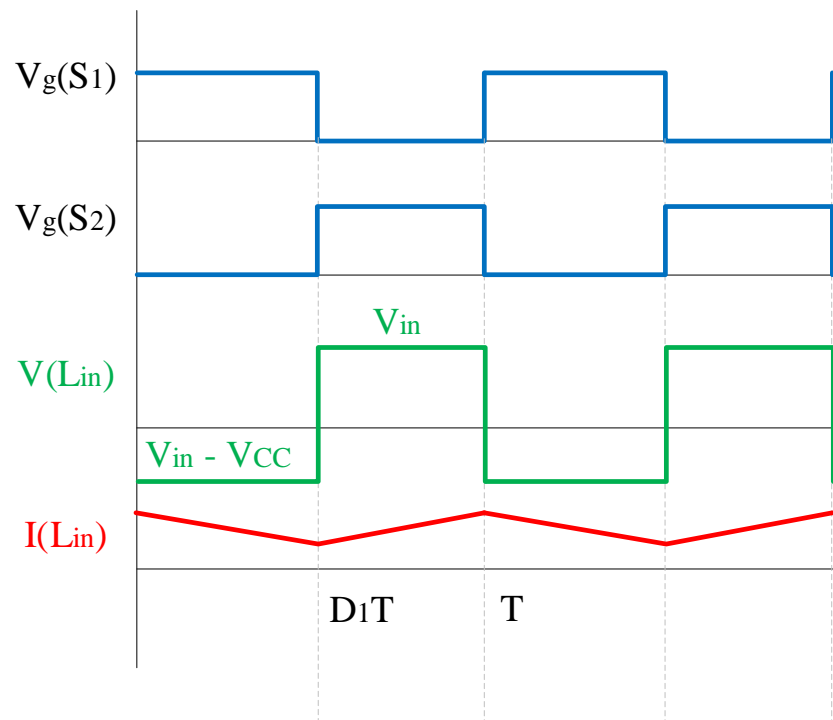 Vg(S1)
Vg(S2)
Vin
V(Lin)
Vin - VCC
I(Lin)
D1T
T